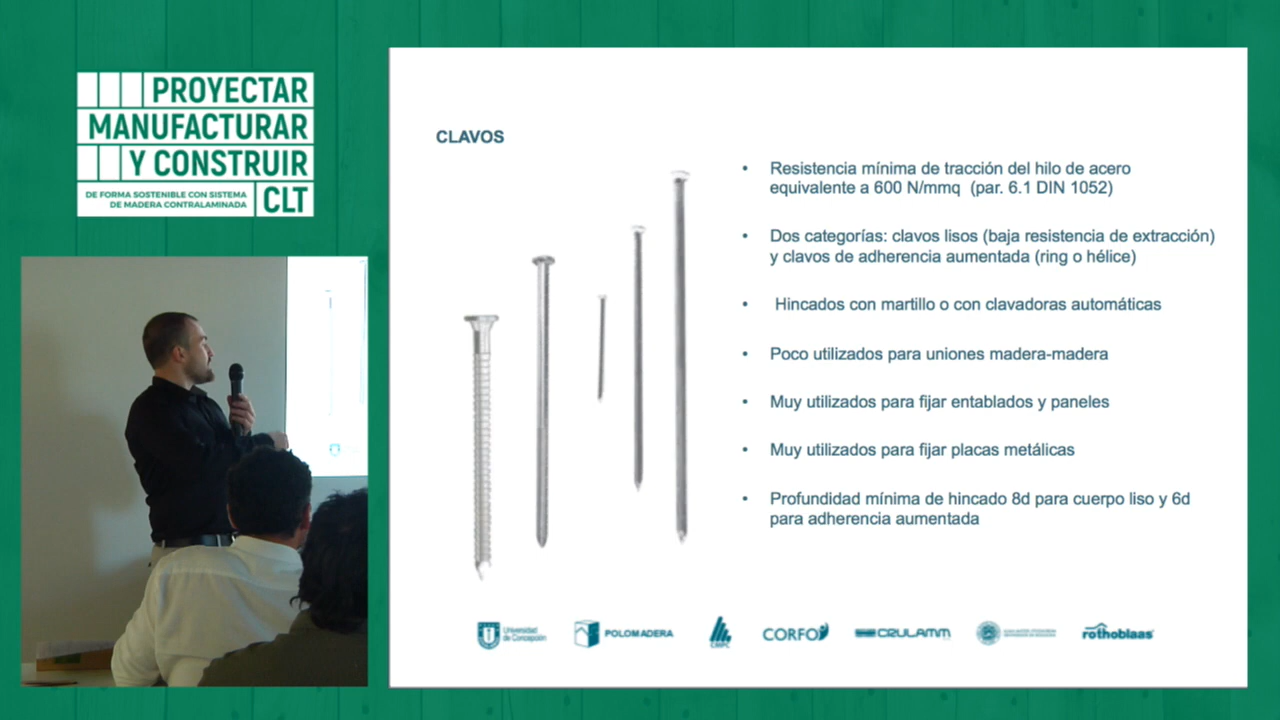 PROYECTAR
MANUFACTURAR
Y CONSTRUIR
DE FORMA SOSTENIBLE CON SISTEMA
DE MADERA CONTRALAMINADA
CLT
CLAVOS
• Resistencia mínima de tracción del hilo de acero
equivalente a 600 N/mmq (par. 6.1 DIN 1052)
• Dos categorías: clavos lisos (baja resistencia de extracción)
y clavos de adherencia aumentada (ring o hélice)
• Hincados con martillo o con clavadoras automáticas
• Poco utilizados para uniones madera-madera
• Muy utilizados para fijar entablados y paneles
• Muy utilizados para fijar placas metálicas
• Profundidad mínima de hincado 8d para cuerpo liso y 6d
para adherencia aumentada
Universidad
de Concepción
POLOMADERA
CMPC
CORFO
CRULAMM
rothoblaas